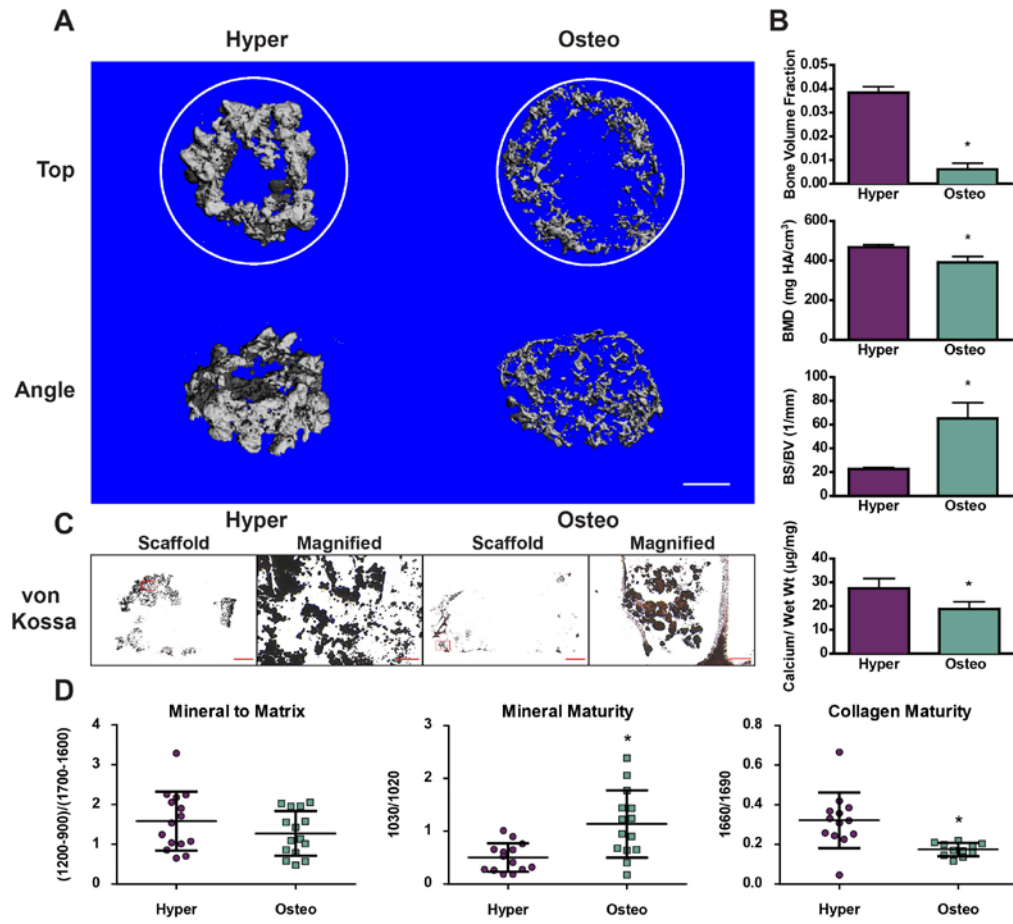 A
Hyper
Osteo
Top
Angle
B
Bone Volume Fraction
0.05
0.04
0.03
0.02
0.01
0.00
Hyper
Osteo
*
BMD (mg HA/cm³)
600
400
200
0
Hyper
Osteo
*
BS/BV (1/mm)
100
80
60
40
20
0
Hyper
Osteo
*
Calcium/ Wet Wt (µg/mg)
40
30
20
10
0
Hyper
Osteo
*
C
Hyper
Osteo
Scaffold
Magnified
Scaffold
Magnified
von
Kossa
D
Mineral to Matrix
(1200-900)/(1700-1600)
4
3
2
1
0
Hyper
Osteo
Mineral Maturity
1030/1020
3
2
1
0
*
Hyper
Osteo
Collagen Maturity
1660/1690
0.8
0.6
0.4
0.2
0.0
*
Hyper
Osteo